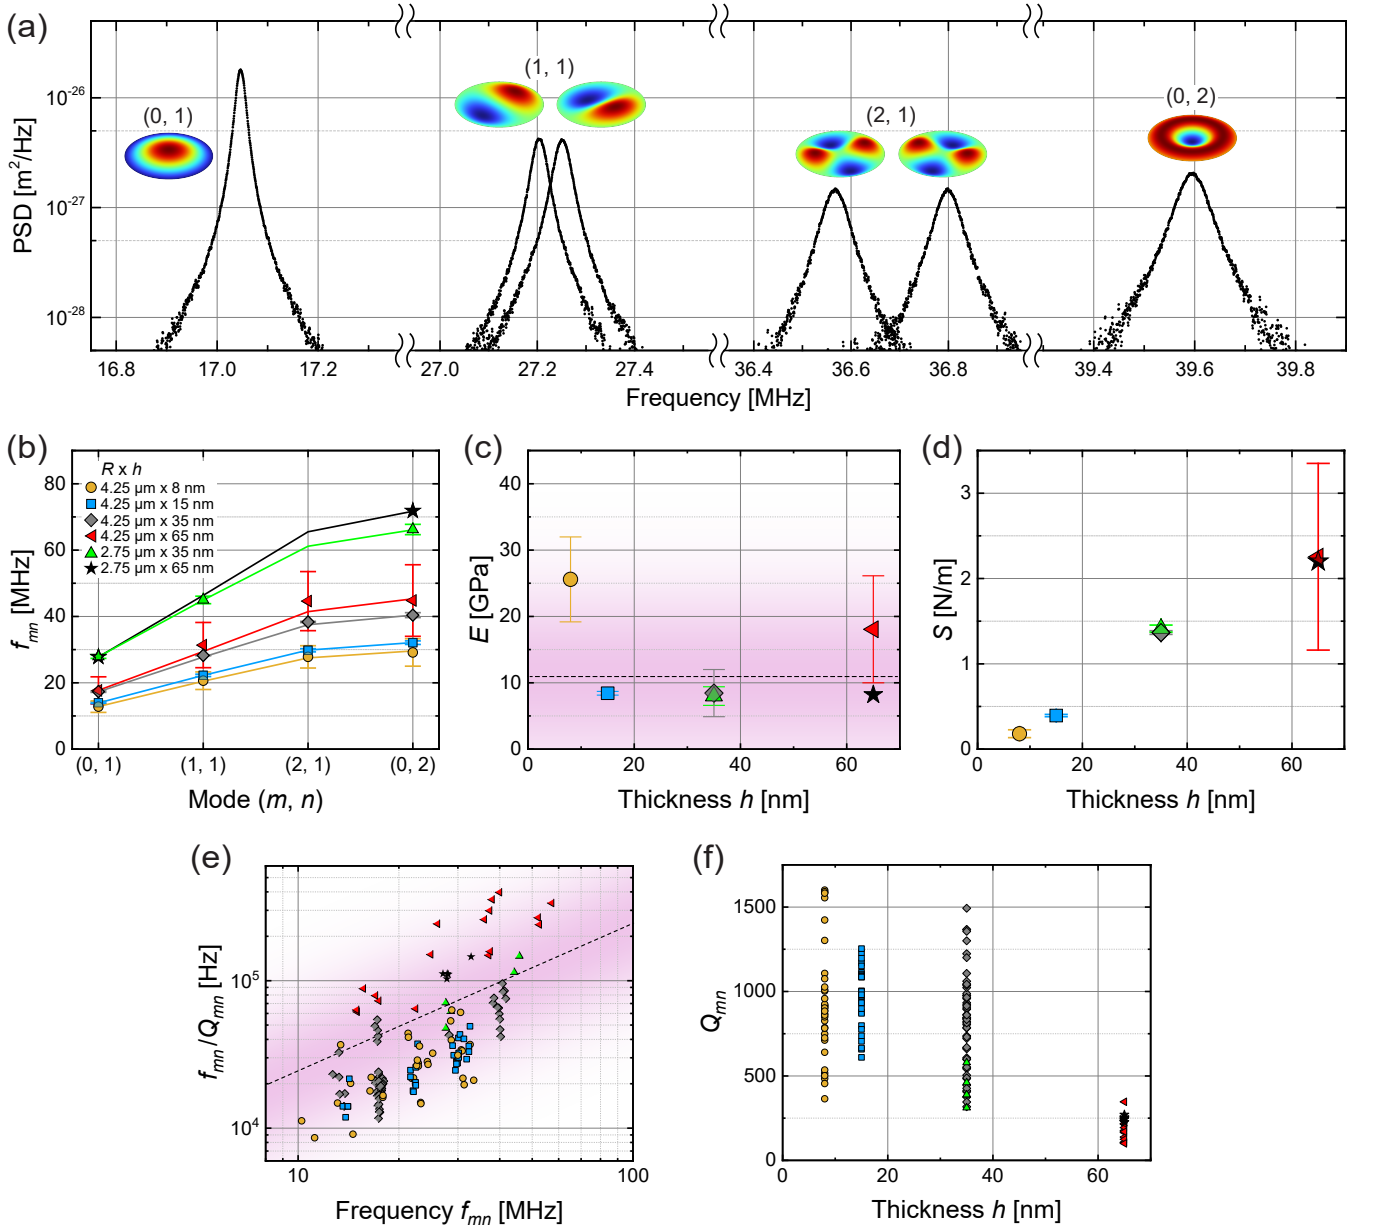 (a)
(0, 1)
(1, 1)
(2, 1)
(0, 2)
PSD [m²/Hz]
10⁻²⁶
10⁻²⁷
10⁻²⁸
16.8 17.0 17.2 27.0 27.2 27.4 36.4 36.6 36.8 39.4 39.6 39.8
Frequency [MHz]
(b)
R x h
4.25 µm x 8 nm
4.25 µm x 15 nm
4.25 µm x 35 nm
4.25 µm x 65 nm
2.75 µm x 35 nm
2.75 µm x 65 nm
fₘₙ [MHz]
80
60
40
20
0
(0, 1) (1, 1) (2, 1) (0, 2)
Mode (m, n)
(c)
E [GPa]
40
30
20
10
0
0 20 40 60
Thickness h [nm]
(d)
S [N/m]
3
2
1
0
0 20 40 60
Thickness h [nm]
(e)
fₘₙ/Qₘₙ [Hz]
10⁵
10⁴
10 100
Frequency fₘₙ [MHz]
(f)
Qₘₙ
1500
1000
500
0
0 20 40 60
Thickness h [nm]